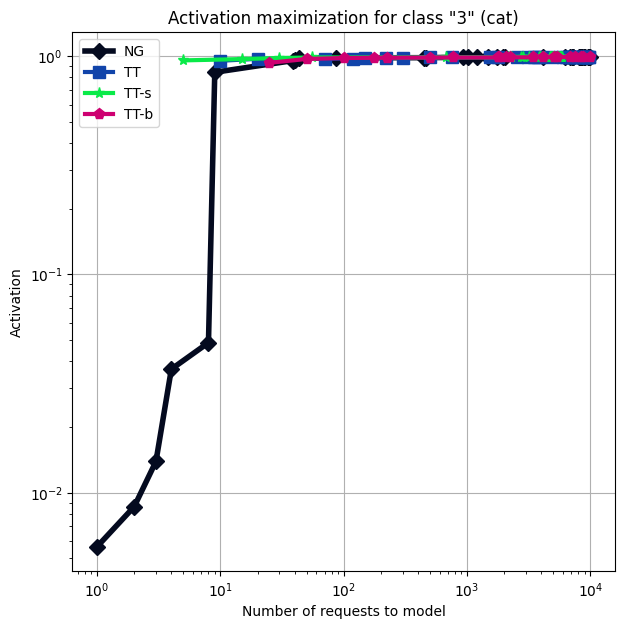 Activation maximization for class "3" (cat)
NG
TT
TT-s
TT-b
Activation
10⁰
10⁻¹
10⁻²
10⁰ 10¹ 10² 10³ 10⁴
Number of requests to model